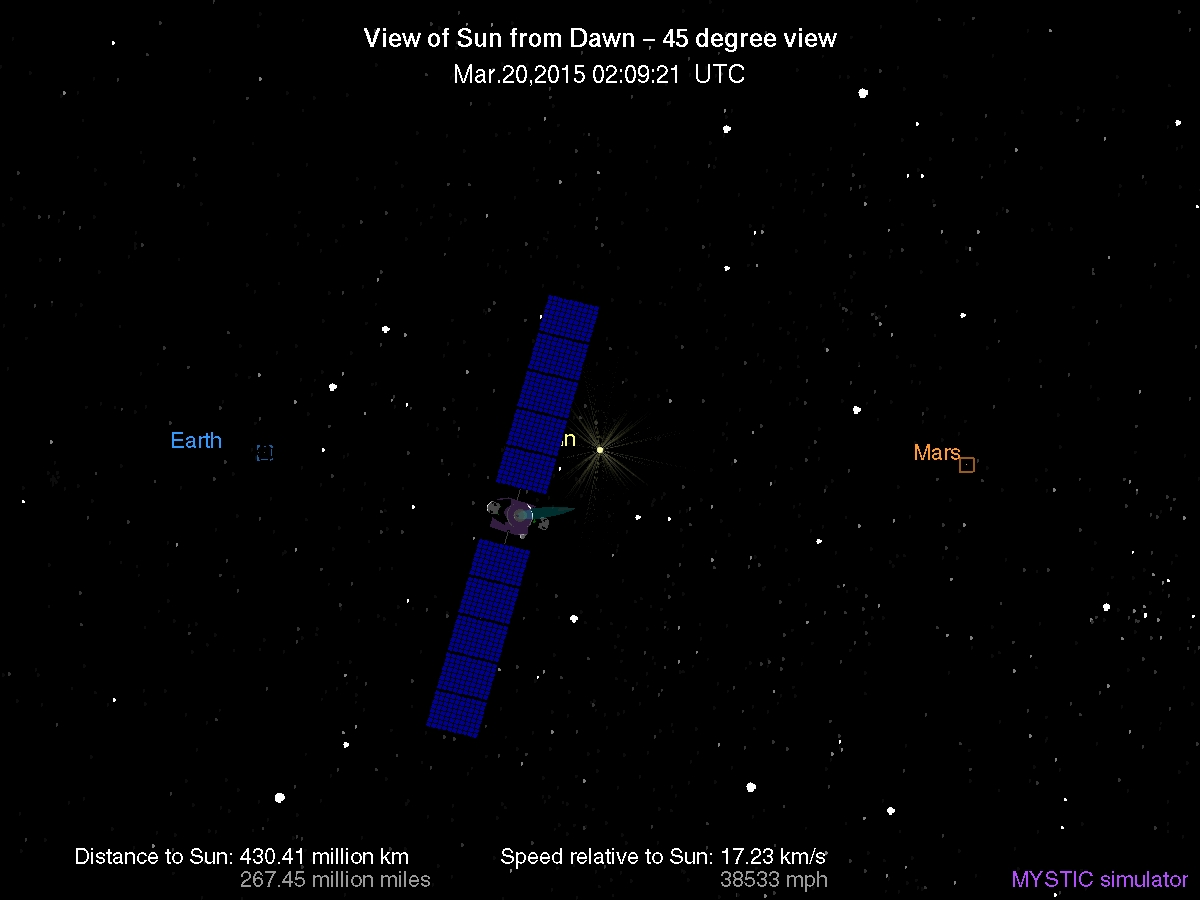 View of Sun from Dawn – 45 degree view
Mar.20,2015 02:09:21 UTC
Earth
n
Mars
Distance to Sun: 430.41 million km
267.45 million miles
Speed relative to Sun: 17.23 km/s
38533 mph
MYSTIC simulator